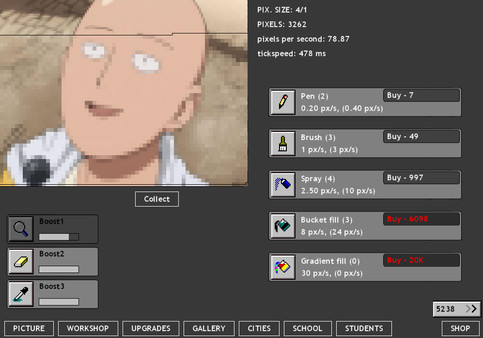 PIX. SIZE: 4/1
PIXELS: 3262
pixels per second: 78.87
tickspeed: 478 ms
Pen (2)
Buy - 7
0.20 px/s, (0.40 px/s)
Brush (3)
Buy - 49
1 px/s, (3 px/s)
Spray (4)
Buy - 997
2.50 px/s, (10 px/s)
Collect
Bucket fill (3)
Buy - 6098
8 px/s, (24 px/s)
Boost1
Boost2
Gradient fill (0)
Buy - 20K
30 px/s, (0 px/s)
Boost3
5238 >>
PICTURE
WORKSHOP
UPGRADES
GALLERY
CITIES
SCHOOL
STUDENTS
SHOP